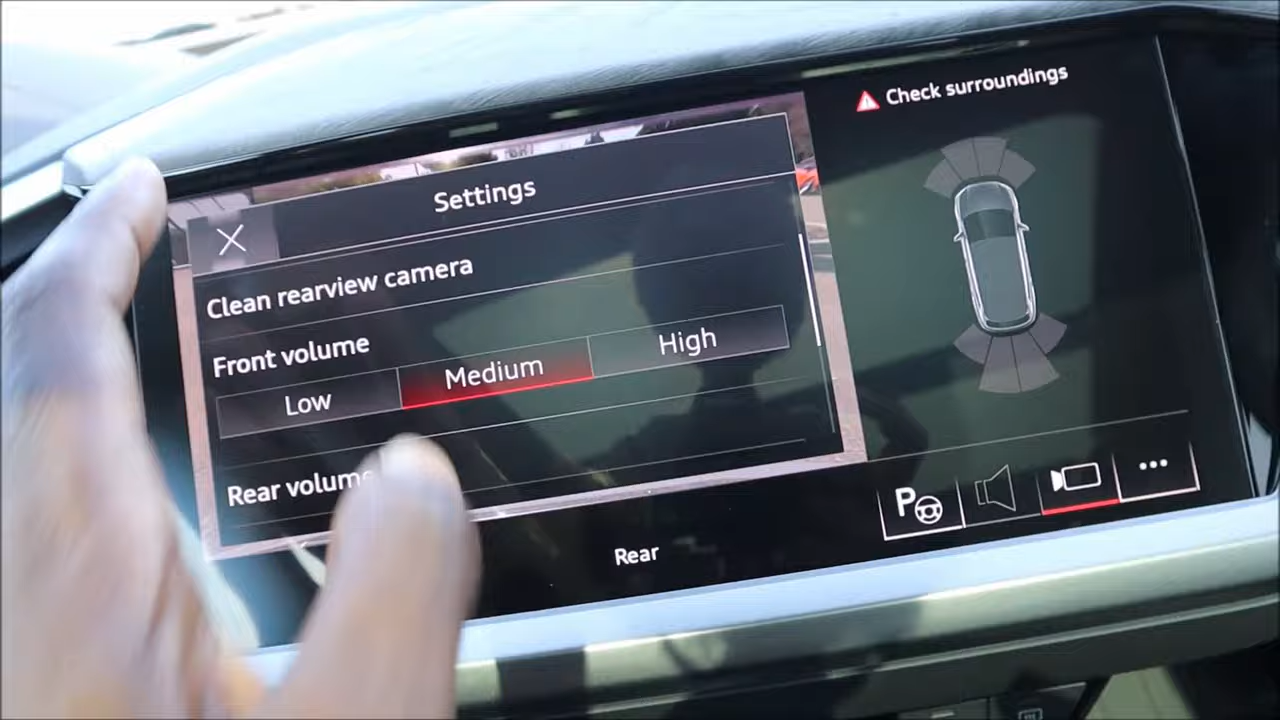 Check surroundings
Settings
Clean rearview camera
Front volume
Low Medium High
Rear volume
Rear
P